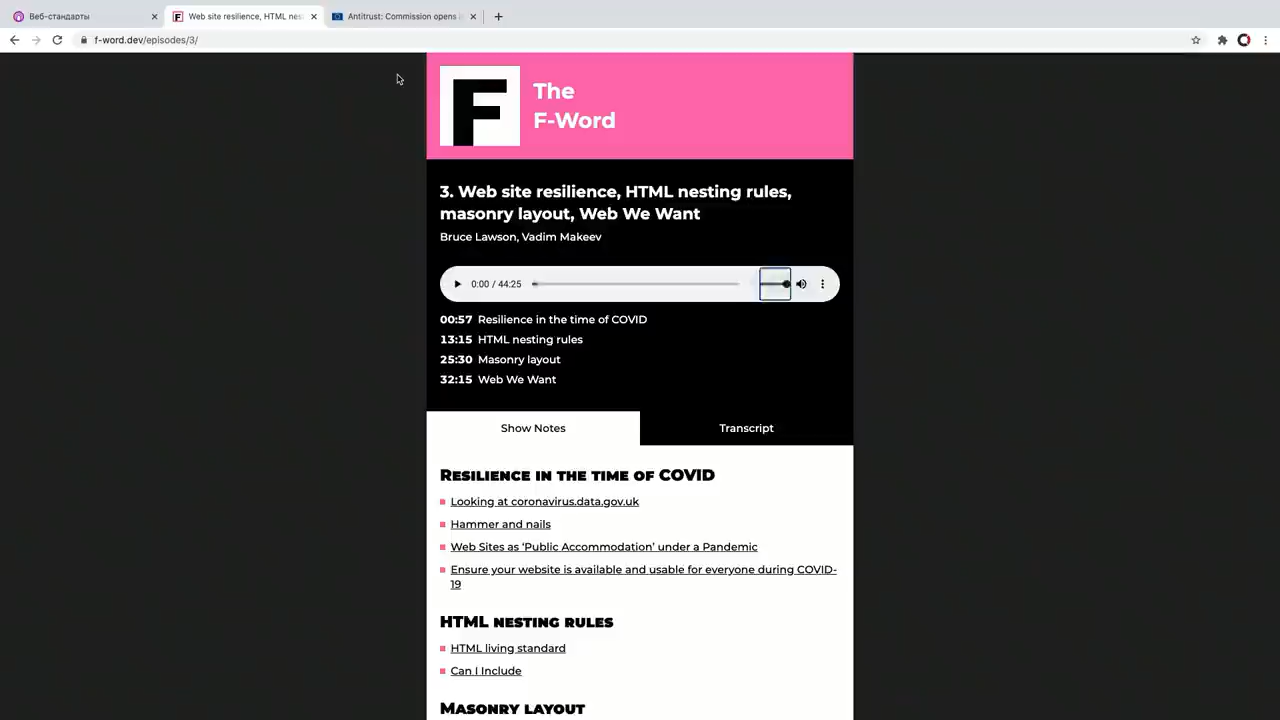 Веб-стандарты
Web site resilience, HTML nes
Antitrust: Commission opens i
f-word.dev/episodes/3/
F
The
F-Word
3. Web site resilience, HTML nesting rules,
masonry layout, Web We Want
Bruce Lawson, Vadim Makeev
0:00 / 44:25
00:57 Resilience in the time of COVID
13:15 HTML nesting rules
25:30 Masonry layout
32:15 Web We Want
Show Notes
Transcript
Resilience in the time of COVID
Looking at coronavirus.data.gov.uk
Hammer and nails
Web Sites as ‘Public Accommodation’ under a Pandemic
Ensure your website is available and usable for everyone during COVID-
19
HTML nesting rules
HTML living standard
Can I Include
Masonry layout